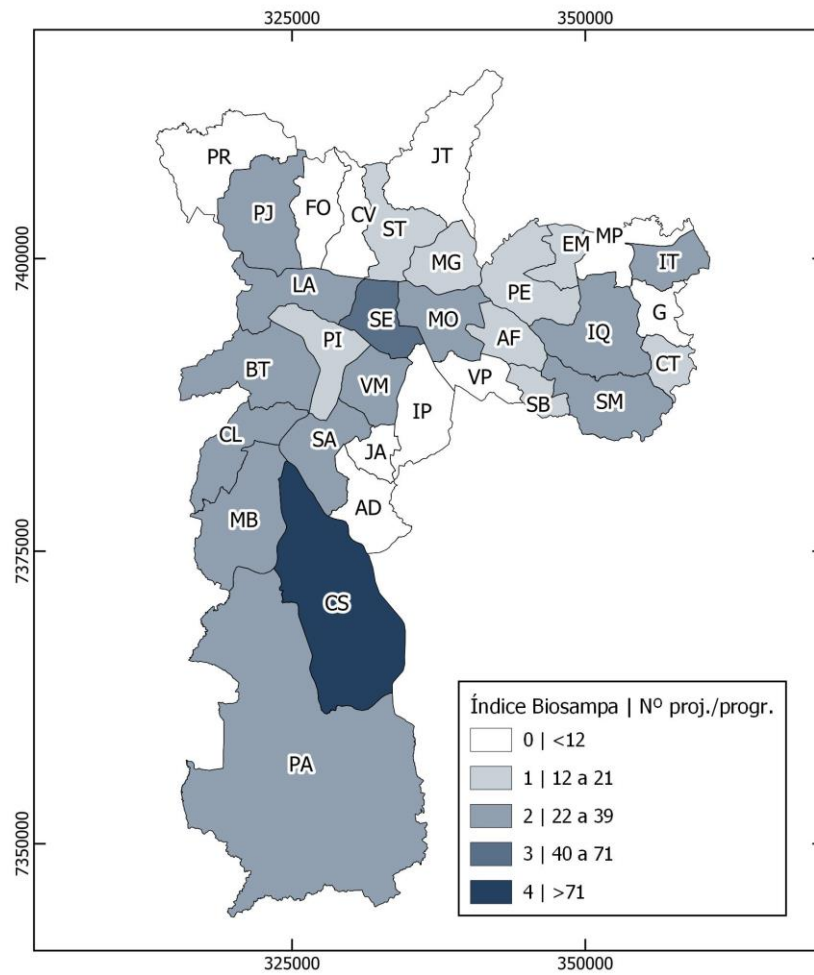 325000 350000
JT
PR
PJ
FO
CV
ST
EM
MP
MG
IT
LA
PE
SE
MO
G
PI
AF
IQ
BT
VM
VP
CT
IP
SB
SM
CL
SA
JA
MB
AD
CS
PA
7400000
7375000
7350000
Índice Biosampa | Nº proj./progr.
0 | <12
1 | 12 a 21
2 | 22 a 39
3 | 40 a 71
4 | >71
325000 350000